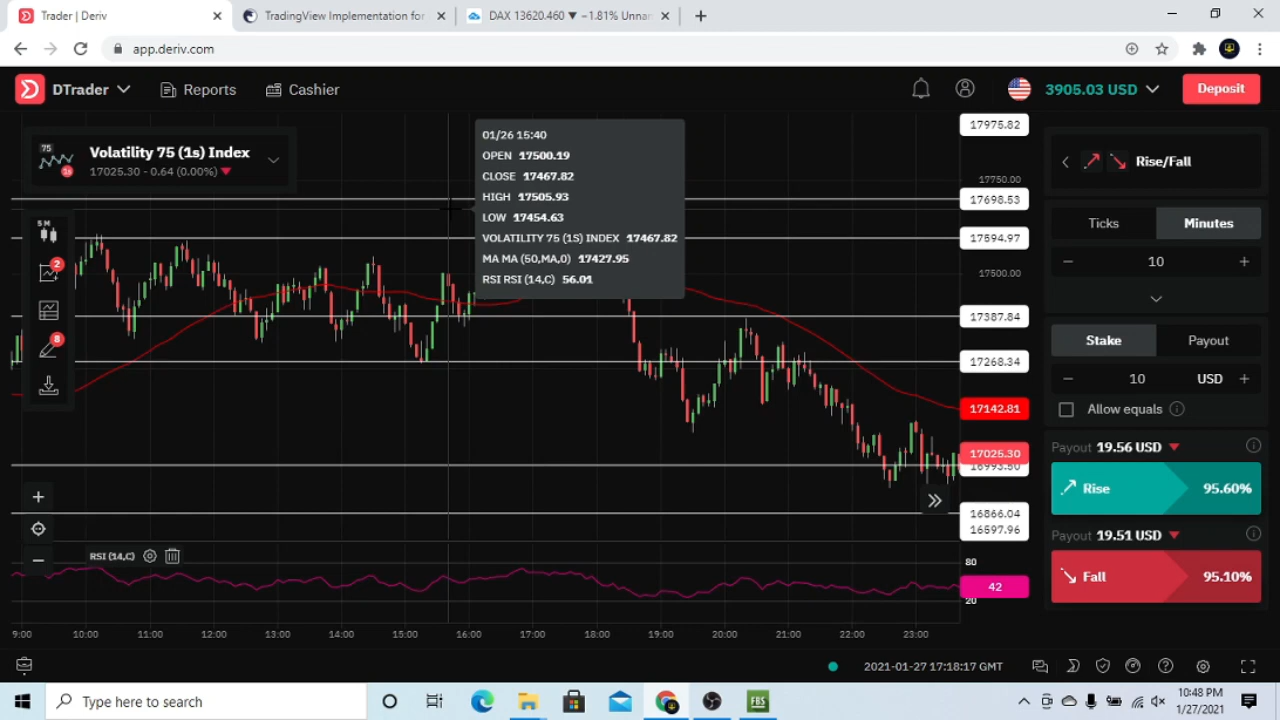 Trader | Deriv
TradingView Implementation for
DAX 13620.460 ▼ −1.81% Unnar
app.deriv.com
DTrader
Reports
Cashier
3905.03 USD
Deposit
75
1s
Volatility 75 (1s) Index
17025.30 - 0.64 (0.00%) ▼
01/26 15:40
OPEN 17500.19
CLOSE 17467.82
HIGH 17505.93
LOW 17454.63
VOLATILITY 75 (1S) INDEX 17467.82
MA MA (50,MA,0) 17427.95
RSI RSI (14,C) 56.01
5 M
2
8
17975.82
17750.00
17698.53
17594.97
17500.00
17387.84
17268.34
17142.81
17025.30
16866.04
16597.96
RSI (14,C)
80
42
20
9:00 10:00 11:00 12:00 13:00 14:00 15:00 16:00 17:00 18:00 19:00 20:00 21:00 22:00 23:00
Rise/Fall
Ticks Minutes
− 10 +
Stake Payout
− 10 USD +
Allow equals
Payout 19.56 USD ▼
Rise 95.60%
Payout 19.51 USD ▼
Fall 95.10%
2021-01-27 17:18:17 GMT
Type here to search
FBS
10:48 PM
1/27/2021